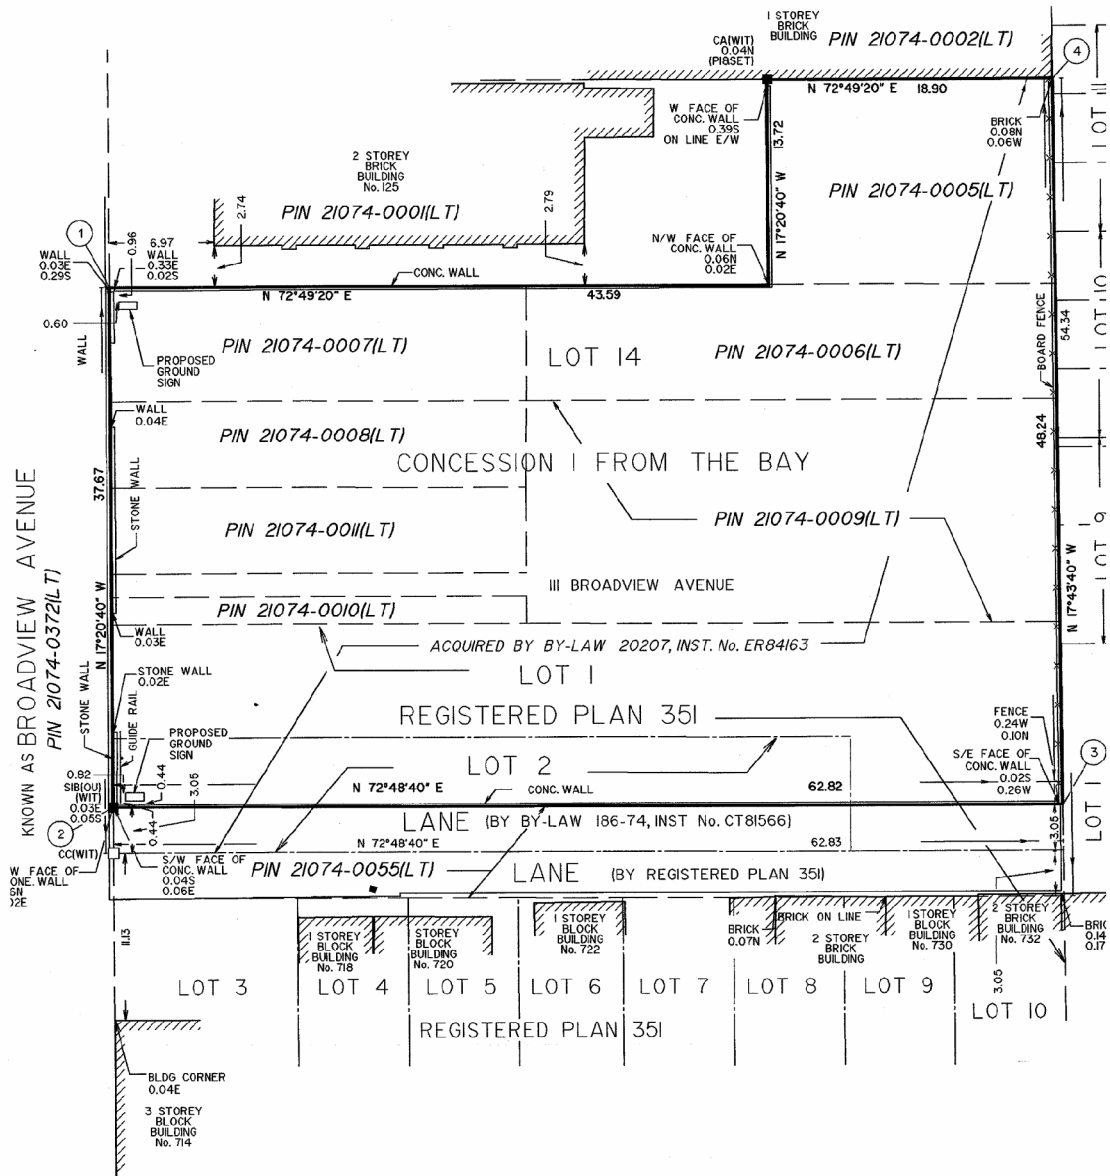 1 STOREY
BRICK
BUILDING
PIN 21074-0002(LT)
CA(WIT)
0.04N
(PI&SET)
4
N 72°49'20" E 18.90
W FACE OF
CONC. WALL
0.39S
ON LINE E/W
13.72
BRICK
0.08N
0.06W
LOT 11
2 STOREY
BRICK
BUILDING
No. 125
PIN 21074-0001(LT)
2.74
2.79
N 17°20'40" W
PIN 21074-0005(LT)
1
0.96
6.97
WALL
0.03E
0.29S
WALL
0.33E
0.02S
N/W FACE OF
CONC. WALL
0.06N
0.02E
CONC. WALL
N 72°49'20" E
43.59
LOT 10
0.60
WALL
PROPOSED
GROUND
SIGN
PIN 21074-0007(LT)
LOT 14
PIN 21074-0006(LT)
BOARD FENCE
54.34
WALL
0.04E
PIN 21074-0008(LT)
48.24
CONCESSION 1 FROM THE BAY
37.67
STONE WALL
PIN 21074-0011(LT)
PIN 21074-0009(LT)
LOT 9
111 BROADVIEW AVENUE
PIN 21074-0010(LT)
N 17°43'40" W
KNOWN AS BROADVIEW AVENUE
PIN 21074-0372(LT)
N 17°20'40" W
WALL
0.03E
ACQUIRED BY BY-LAW 20207, INST. No. ER84163
STONE WALL
0.02E
LOT 1
REGISTERED PLAN 351
STONE WALL
GUIDE RAIL
PROPOSED
GROUND
SIGN
FENCE
0.24W
0.10N
S/E FACE OF
CONC. WALL
0.02S
0.26W
3
LOT 2
0.82
SIB(OU)
(WIT)
0.03E
0.05S
0.44
3.05
N 72°48'40" E
CONC. WALL
62.82
LOT 1
2
0.44
LANE (BY BY-LAW 186-74, INST No. CT81566)
3.05
N 72°48'40" E
62.83
CC(WIT)
S/W FACE OF
CONC. WALL
0.04S
0.06E
PIN 21074-0055(LT)
LANE (BY REGISTERED PLAN 351)
W FACE OF
ONE. WALL
11.13
1 STOREY
BLOCK
BUILDING
No. 718
STOREY
BLOCK
BUILDING
No. 720
1 STOREY
BLOCK
BUILDING
No. 722
BRICK
0.07N
BRICK ON LINE
2 STOREY
BRICK
BUILDING
1 STOREY
BRICK
BUILDING
No. 730
2 STOREY
BRICK
BUILDING
No. 732
3.05
0.14
0.17
LOT 3 LOT 4 LOT 5 LOT 6 LOT 7 LOT 8 LOT 9 LOT 10
REGISTERED PLAN 351
BLDG CORNER
0.04E
3 STOREY
BLOCK
BUILDING
No. 714